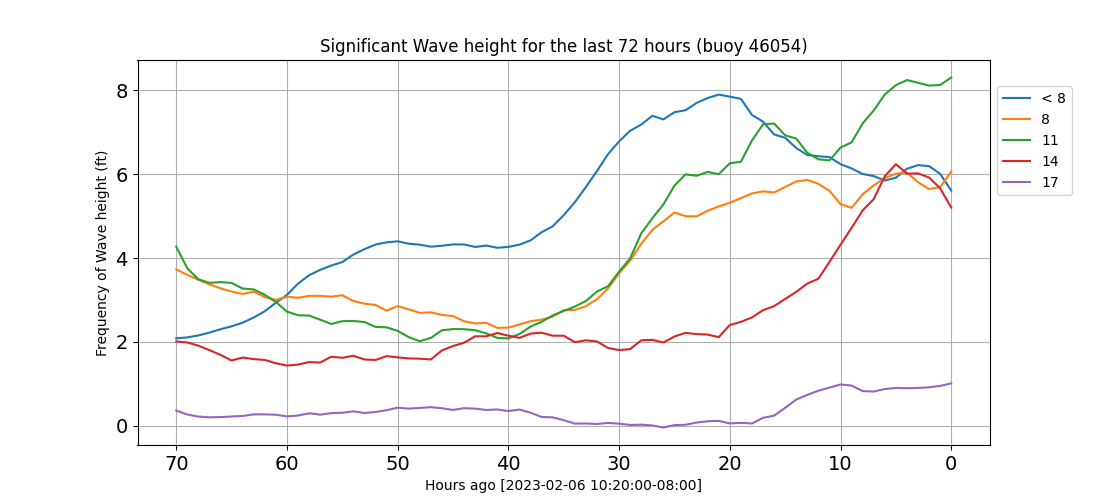 Significant Wave height for the last 72 hours (buoy 46054)
Frequency of Wave height (ft)
8
6
4
2
0
70 60 50 40 30 20 10 0
Hours ago [2023-02-06 10:20:00-08:00]
< 8
8
11
14
17